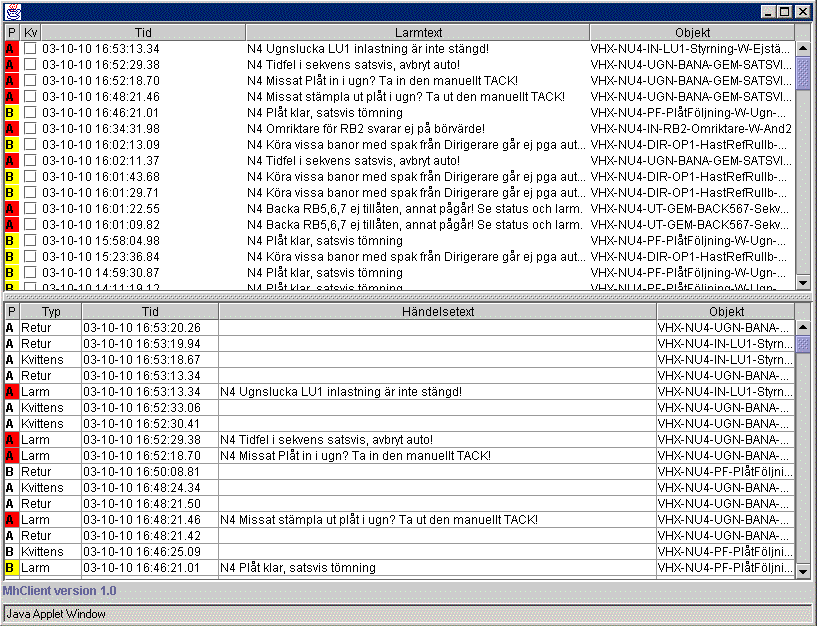 P Kv Tid Larmtext Objekt
A 03-10-10 16:53:13.34 N4 Ugnslucka LU1 inlastning är inte stängd! VHX-NU4-IN-LU1-Styrning-W-Ejstä...
A 03-10-10 16:52:29.38 N4 Tidfel i sekvens satsvis, avbryt auto! VHX-NU4-UGN-BANA-GEM-SATSVI...
A 03-10-10 16:52:18.70 N4 Missat Plåt in i ugn? Ta in den manuellt TACK! VHX-NU4-UGN-BANA-GEM-SATSVI...
A 03-10-10 16:48:21.46 N4 Missat stämpla ut plåt i ugn? Ta ut den manuellt TACK! VHX-NU4-UGN-BANA-GEM-SATSVI...
B 03-10-10 16:46:21.01 N4 Plåt klar, satsvis tömning VHX-NU4-PF-PlåtFöljning-W-Ugn-...
A 03-10-10 16:34:31.98 N4 Omriktare för RB2 svarar ej på börvärde! VHX-NU4-IN-RB2-Omriktare-W-And2
B 03-10-10 16:02:13.09 N4 Köra vissa banor med spak från Dirigerare går ej pga aut... VHX-NU4-DIR-OP1-HastRefRullb-...
A 03-10-10 16:02:11.37 N4 Tidfel i sekvens satsvis, avbryt auto! VHX-NU4-UGN-BANA-GEM-SATSVI...
B 03-10-10 16:01:43.68 N4 Köra vissa banor med spak från Dirigerare går ej pga aut... VHX-NU4-DIR-OP1-HastRefRullb-...
B 03-10-10 16:01:29.71 N4 Köra vissa banor med spak från Dirigerare går ej pga aut... VHX-NU4-DIR-OP1-HastRefRullb-...
A 03-10-10 16:01:22.55 N4 Backa RB5,6,7 ej tillåten, annat pågår! Se status och larm. VHX-NU4-UT-GEM-BACK567-Sekv...
A 03-10-10 16:01:09.82 N4 Backa RB5,6,7 ej tillåten, annat pågår! Se status och larm. VHX-NU4-UT-GEM-BACK567-Sekv...
B 03-10-10 15:58:04.98 N4 Plåt klar, satsvis tömning VHX-NU4-PF-PlåtFöljning-W-Ugn-...
B 03-10-10 15:23:36.84 N4 Köra vissa banor med spak från Dirigerare går ej pga aut... VHX-NU4-DIR-OP1-HastRefRullb-...
B 03-10-10 14:59:30.87 N4 Plåt klar, satsvis tömning VHX-NU4-PF-PlåtFöljning-W-Ugn-...
B 03-10-10 14:11:19.12 N4 Plåt klar, satsvis tömning VHX-NU4-PF-PlåtFöljning-W-Ugn-...
P Typ Tid Händelsetext Objekt
A Retur 03-10-10 16:53:20.26 VHX-NU4-UGN-BANA-...
A Retur 03-10-10 16:53:19.94 VHX-NU4-IN-LU1-Styrn...
A Kvittens 03-10-10 16:53:18.67 VHX-NU4-IN-LU1-Styrn...
A Retur 03-10-10 16:53:13.34 VHX-NU4-UGN-BANA-...
A Larm 03-10-10 16:53:13.34 N4 Ugnslucka LU1 inlastning är inte stängd! VHX-NU4-IN-LU1-Styrn...
A Kvittens 03-10-10 16:52:33.06 VHX-NU4-UGN-BANA-...
A Kvittens 03-10-10 16:52:30.41 VHX-NU4-UGN-BANA-...
A Larm 03-10-10 16:52:29.38 N4 Tidfel i sekvens satsvis, avbryt auto! VHX-NU4-UGN-BANA-...
A Larm 03-10-10 16:52:18.70 N4 Missat Plåt in i ugn? Ta in den manuellt TACK! VHX-NU4-UGN-BANA-...
B Retur 03-10-10 16:50:08.81 VHX-NU4-PF-PlåtFöljni...
A Kvittens 03-10-10 16:48:24.34 VHX-NU4-UGN-BANA-...
A Retur 03-10-10 16:48:21.50 VHX-NU4-UGN-BANA-...
A Larm 03-10-10 16:48:21.46 N4 Missat stämpla ut plåt i ugn? Ta ut den manuellt TACK! VHX-NU4-UGN-BANA-...
A Retur 03-10-10 16:48:21.42 VHX-NU4-UGN-BANA-...
B Kvittens 03-10-10 16:46:25.09 VHX-NU4-PF-PlåtFöljni...
B Larm 03-10-10 16:46:21.01 N4 Plåt klar, satsvis tömning VHX-NU4-PF-PlåtFöljni...
MhClient version 1.0
Java Applet Window